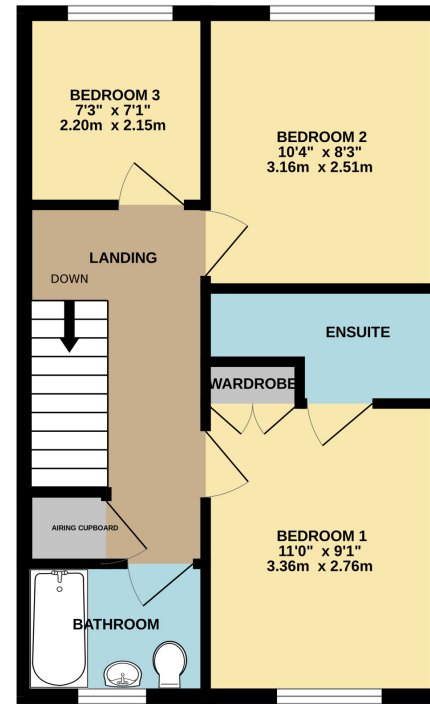 BEDROOM 3
7'3" x 7'1"
2.20m x 2.15m
BEDROOM 2
10'4" x 8'3"
3.16m x 2.51m
LANDING
DOWN
ENSUITE
WARDROBE
AIRING CUPBOARD
BEDROOM 1
11'0" x 9'1"
3.36m x 2.76m
BATHROOM